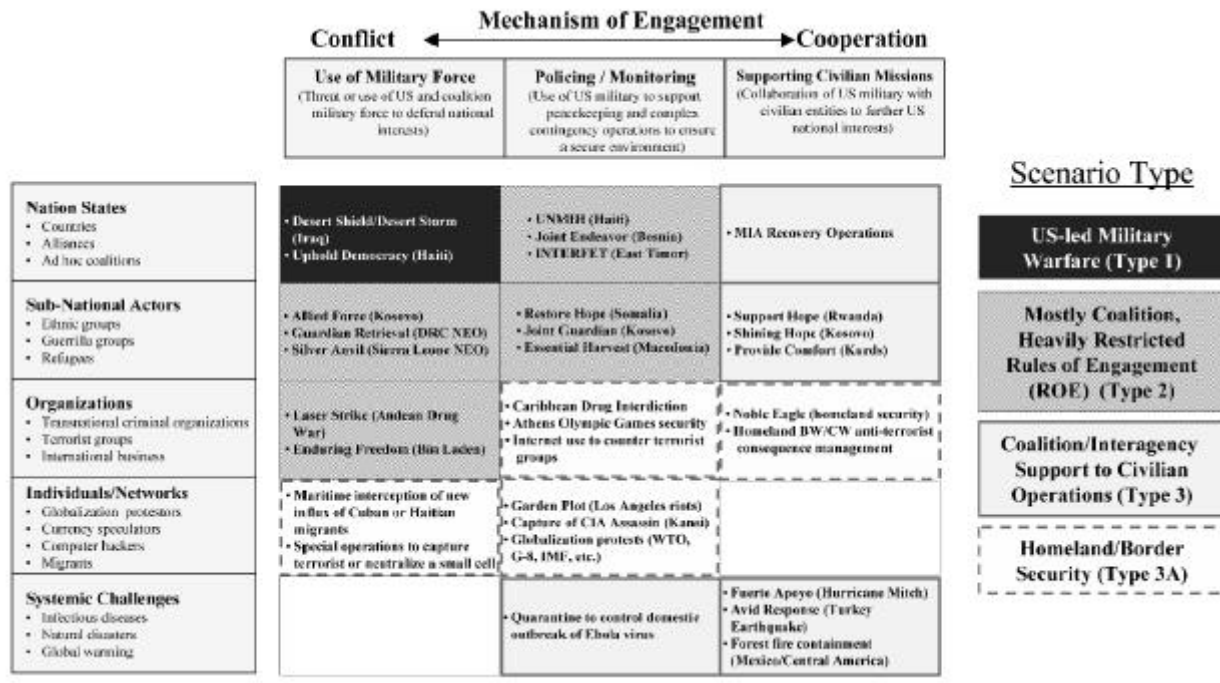 Mechanism of Engagement
Conflict
Cooperation
Use of Military Force
(Threat or use of US and coalition
military force to defend national
interests)
Policing / Monitoring
(Use of US military to support
peacekeeping and complex
contingency operations to ensure
a secure environment)
Supporting Civilian Missions
(Collaboration of US military with
civilian entities to further US
national interests)
Nation States
• Countries
• Alliances
• Ad hoc coalitions
• Desert Shield/Desert Storm
(Iraq)
• Uphold Democracy (Haiti)
• UNMIH (Haiti)
• Joint Endeavor (Bosnia)
• INTERFET (East Timor)
• MIA Recovery Operations
Sub-National Actors
• Ethnic groups
• Guerrilla groups
• Refugees
• Allied Force (Kosovo)
• Guardian Retrieval (DRC NEO)
• Silver Anvil (Sierra Leone NEO)
• Restore Hope (Somalia)
• Joint Guardian (Kosovo)
• Essential Harvest (Macedonia)
• Support Hope (Rwanda)
• Shining Hope (Kosovo)
• Provide Comfort (Kurds)
Organizations
• Transnational criminal organizations
• Terrorist groups
• International business
• Laser Strike (Andean Drug
War)
• Enduring Freedom (Bin Laden)
• Caribbean Drug Interdiction
• Athens Olympic Games security
• Internet use to counter terrorist
groups
• Noble Eagle (homeland security)
• Homeland BW/CW anti-terrorist
consequence management
Individuals/Networks
• Globalization protestors
• Currency speculators
• Computer hackers
• Migrants
• Maritime interception of new
influx of Cuban or Haitian
migrants
• Special operations to capture
terrorist or neutralize a small cell
• Garden Plot (Los Angeles riots)
• Capture of CIA Assassin (Kansi)
• Globalization protests (WTO,
G-8, IMF, etc.)
Systemic Challenges
• Infectious diseases
• Natural disasters
• Global warming
• Quarantine to control domestic
outbreak of Ebola virus
• Fuerte Apoyo (Hurricane Mitch)
• Avid Response (Turkey
Earthquake)
• Forest fire containment
(Mexico/Central America)
Scenario Type
US-led Military
Warfare (Type 1)
Mostly Coalition,
Heavily Restricted
Rules of Engagement
(ROE) (Type 2)
Coalition/Interagency
Support to Civilian
Operations (Type 3)
Homeland/Border
Security (Type 3A)